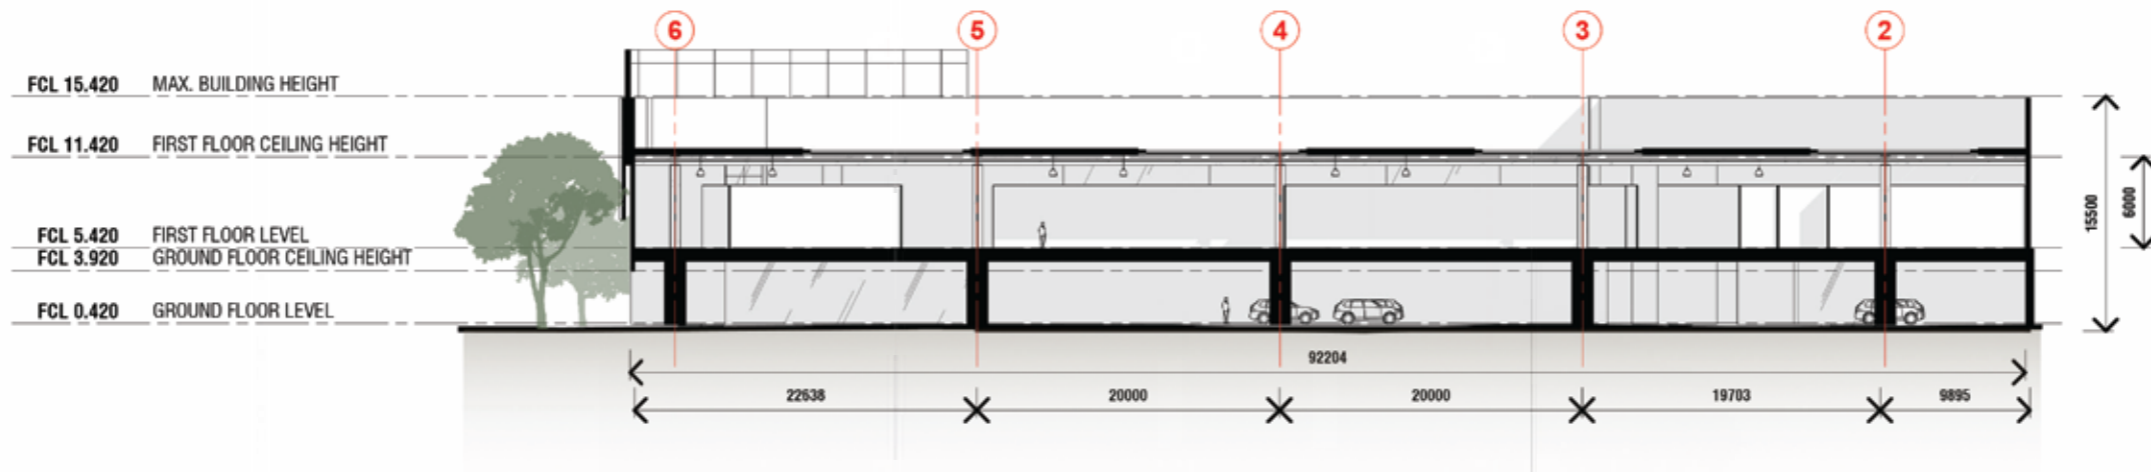 6 5 4 3 2
FCL 15.420 MAX. BUILDING HEIGHT
FCL 11.420 FIRST FLOOR CEILING HEIGHT
FCL 5.420 FIRST FLOOR LEVEL
FCL 3.920 GROUND FLOOR CEILING HEIGHT
FCL 0.420 GROUND FLOOR LEVEL
15500
6000
92204
22638 20000 20000 19703 9895